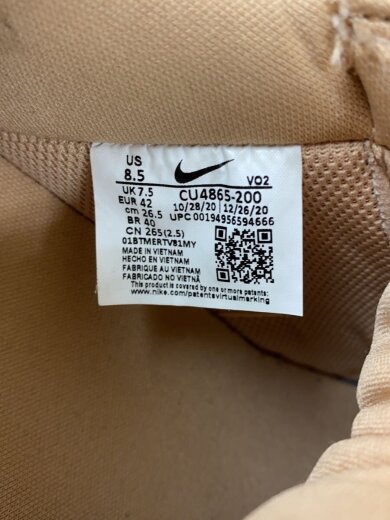 US
8.5
VO2
UK 7.5
CU4865-200
EUR 42
10/28/20
12/26/20
cm 26.5
UPC 00194956594666
BR 40
CN 265(2.5)
01BTMERTV81MY
MADE IN VIETNAM
HECHO EN VIETNAM
FABRIQUE AU VIETNAM
FABRICADO NO VIETNÃ
This product is covered by one or more patents:
www.nike.com/patentsvirtualmarking